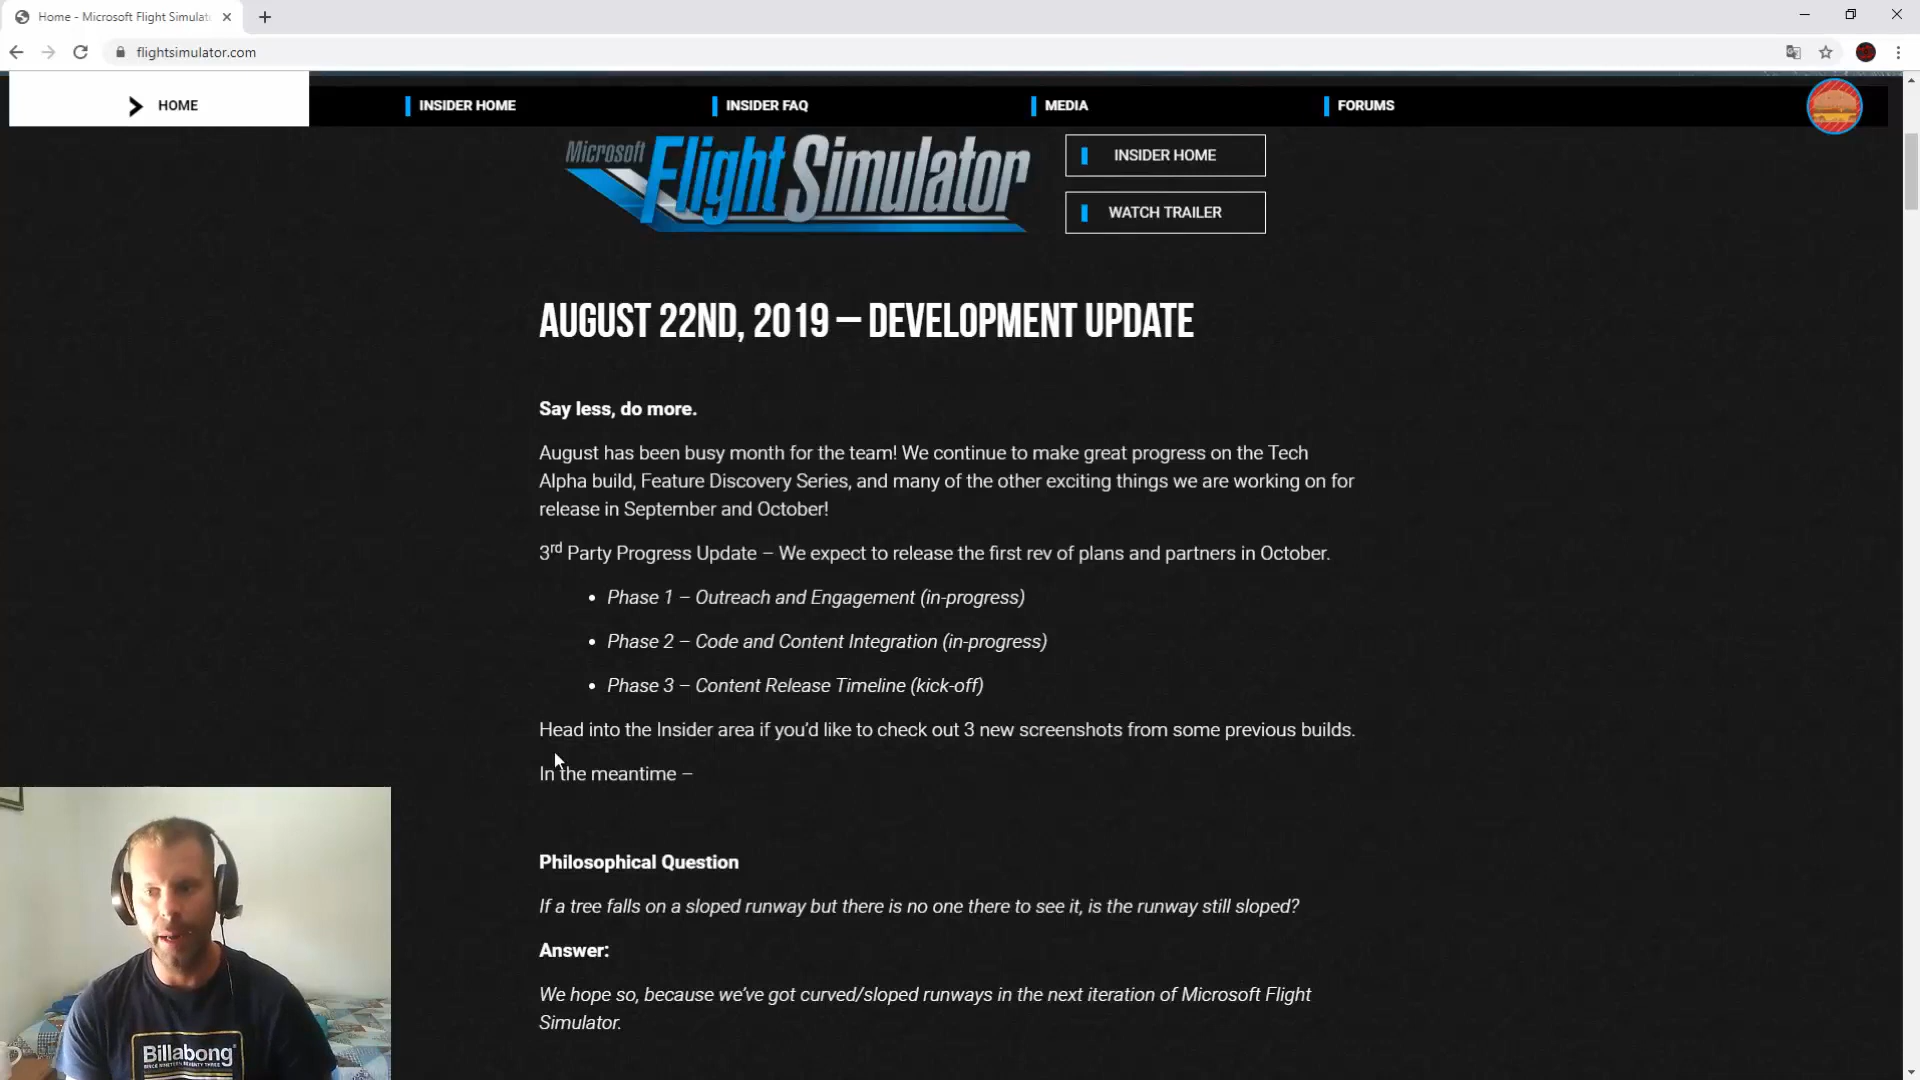 Home - Microsoft Flight Simulat
flightsimulator.com
HOME
INSIDER HOME
INSIDER FAQ
MEDIA
FORUMS
Microsoft Flight Simulator
INSIDER HOME
WATCH TRAILER
AUGUST 22ND, 2019 – DEVELOPMENT UPDATE
Say less, do more.
August has been busy month for the team! We continue to make great progress on the Tech
Alpha build, Feature Discovery Series, and many of the other exciting things we are working on for
release in September and October!
3rd Party Progress Update – We expect to release the first rev of plans and partners in October.
• Phase 1 – Outreach and Engagement (in-progress)
• Phase 2 – Code and Content Integration (in-progress)
• Phase 3 – Content Release Timeline (kick-off)
Head into the Insider area if you'd like to check out 3 new screenshots from some previous builds.
In the meantime –
Philosophical Question
If a tree falls on a sloped runway but there is no one there to see it, is the runway still sloped?
Answer:
We hope so, because we've got curved/sloped runways in the next iteration of Microsoft Flight
Simulator.
Billabong
SINCE NINETEEN SEVENTY THREE